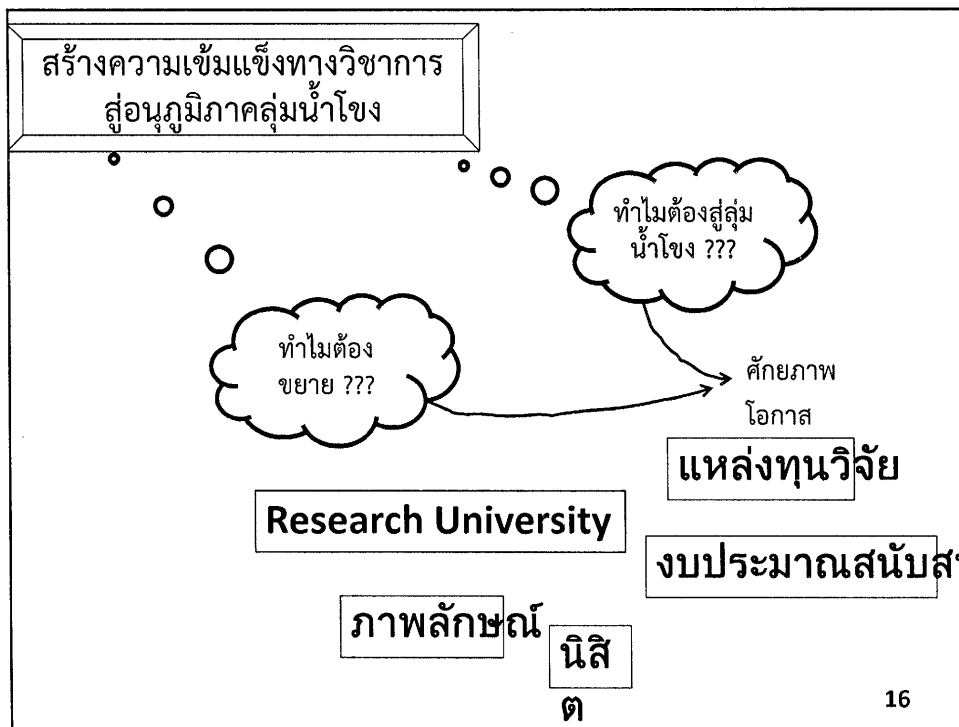 สร้างความเข้มแข็งทางวิชาการ
สู่อนุภูมิภาคลุ่มน้ำโขง
ทำไมต้องสู่ลุ่ม
น้ำโขง ???
ทำไมต้อง
ขยาย ???
ศักยภาพ
โอกาส
แหล่งทุนวิจัย
Research University
งบประมาณสนับส
ภาพลักษณ์
นิสิ
ต
16